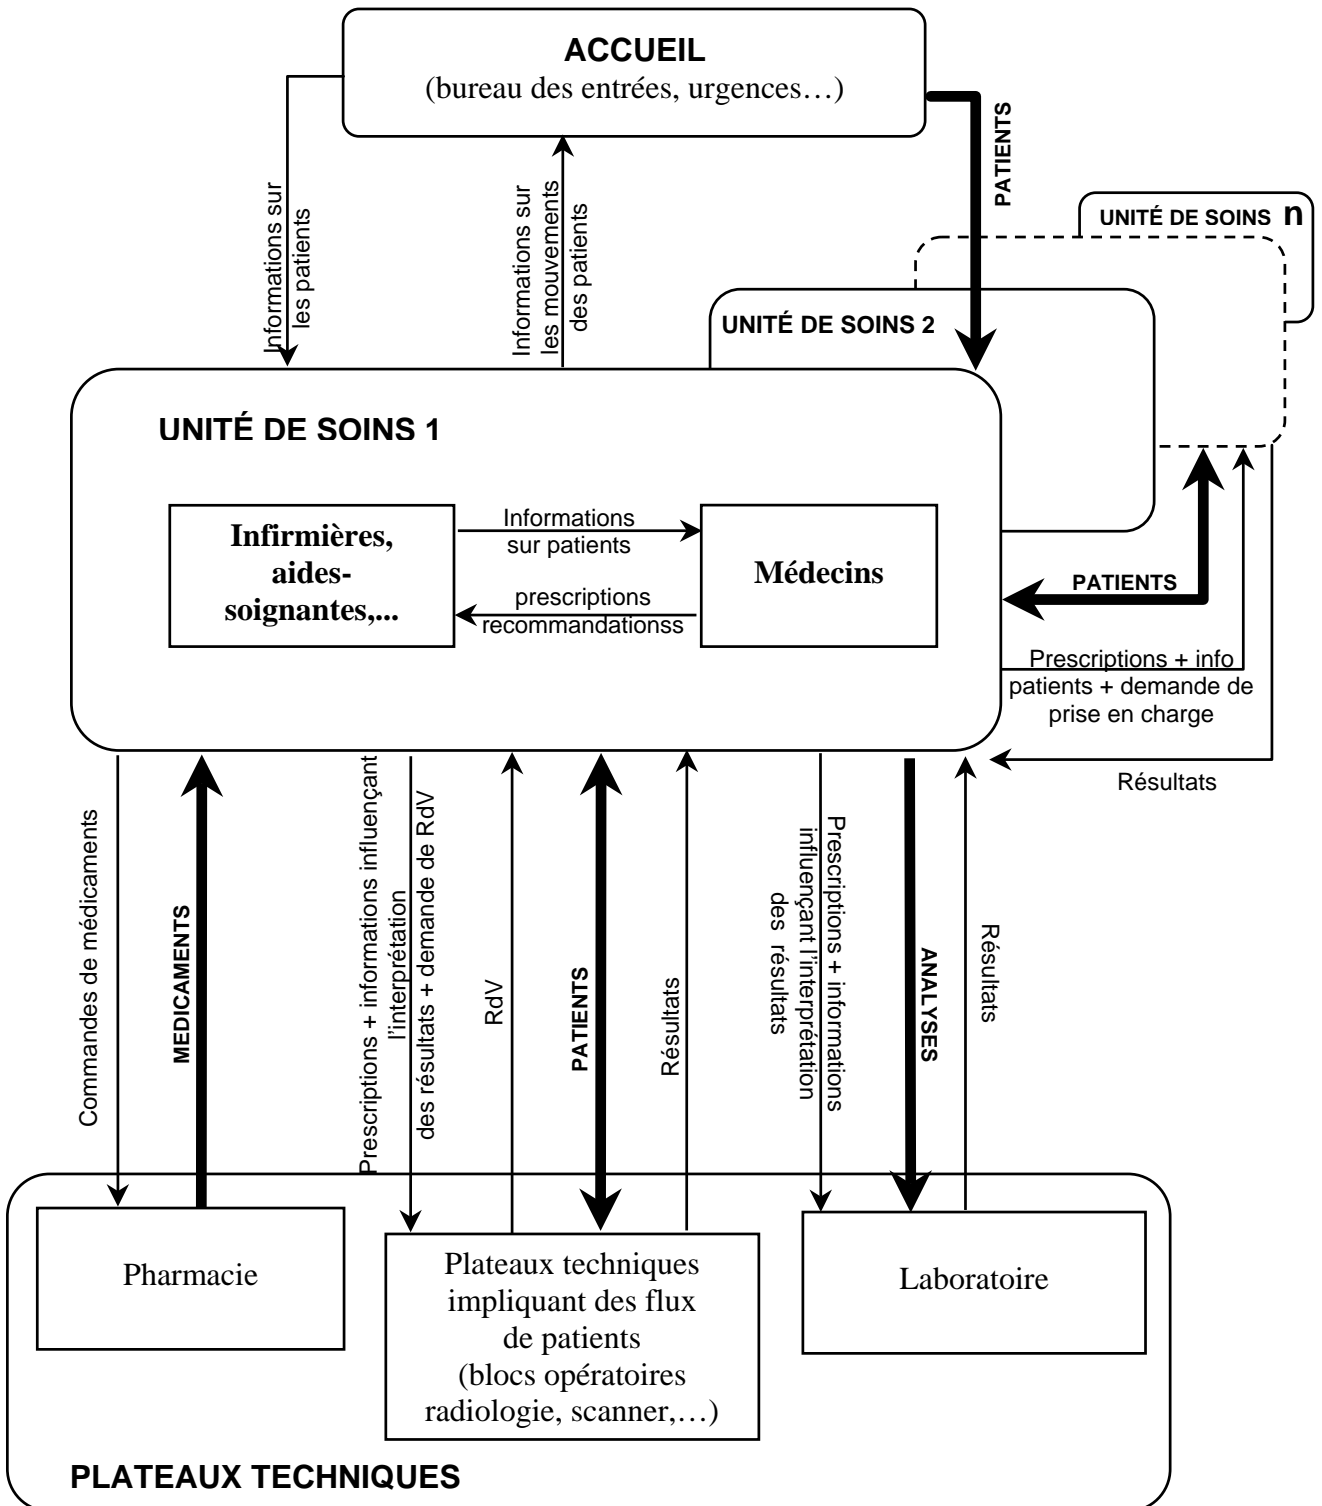 ACCUEIL
(bureau des entrées, urgences…)
Informations sur
les patients
Informations sur
les mouvements
des patients
PATIENTS
UNITÉ DE SOINS n
UNITÉ DE SOINS 2
UNITÉ DE SOINS 1
Infirmières,
aides-
soignantes,...
Informations
sur patients
prescriptions
recommandationss
Médecins
PATIENTS
Prescriptions + info
patients + demande de
prise en charge
Résultats
Commandes de médicaments
MEDICAMENTS
Prescriptions + informations influençant
l'interprétation
des résultats + demande de RdV
RdV
PATIENTS
Résultats
Prescriptions + informations
influençant l'interprétation
des résultats
ANALYSES
Résultats
Pharmacie
Plateaux techniques
impliquant des flux
de patients
(blocs opératoires
radiologie, scanner,…)
Laboratoire
PLATEAUX TECHNIQUES